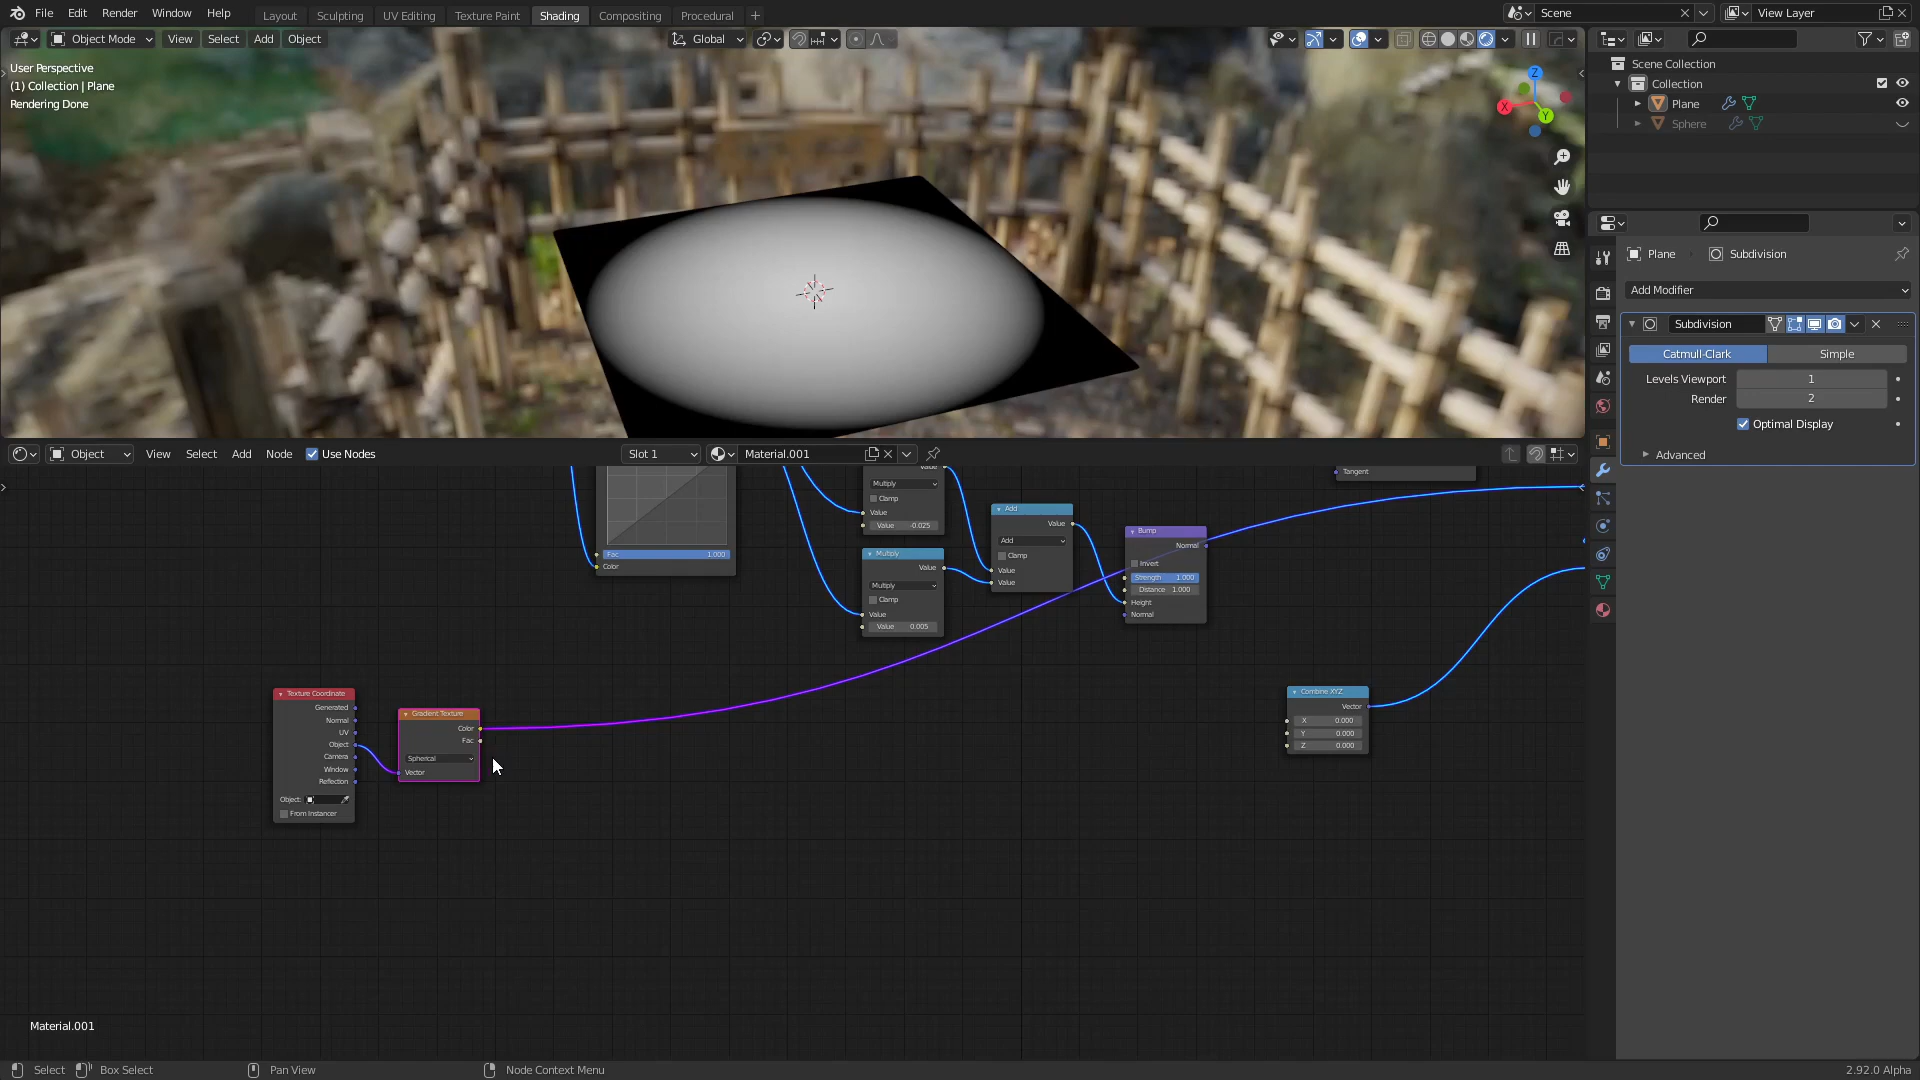 File Edit Render Window Help Layout Sculpting UV Editing Texture Paint Shading Compositing Procedural + Scene View Layer
Object Mode View Select Add Object Global
User Perspective
(1) Collection | Plane
Rendering Done
Z
X
Y
Scene Collection
Collection
Plane
Sphere
Plane Subdivision
Add Modifier
Subdivision
Catmull-Clark Simple
Levels Viewport 1
Render 2
Optimal Display
Advanced
Object View Select Add Node Use Nodes Slot 1 Material.001
Fac 1.000
Color
Value
Multiply
Clamp
Value
Value -0.025
Multiply
Value
Multiply
Clamp
Value
Value 0.005
Add
Value
Add
Clamp
Value
Value
Bump
Normal
Invert
Strength 1.000
Distance 1.000
Height
Normal
Tangent
Texture Coordinate
Generated
Normal
UV
Object
Camera
Window
Reflection
Object:
From Instancer
Gradient Texture
Color
Fac
Spherical
Vector
Combine XYZ
Vector
X 0.000
Y 0.000
Z 0.000
Material.001
Select Box Select Pan View Node Context Menu 2.92.0 Alpha